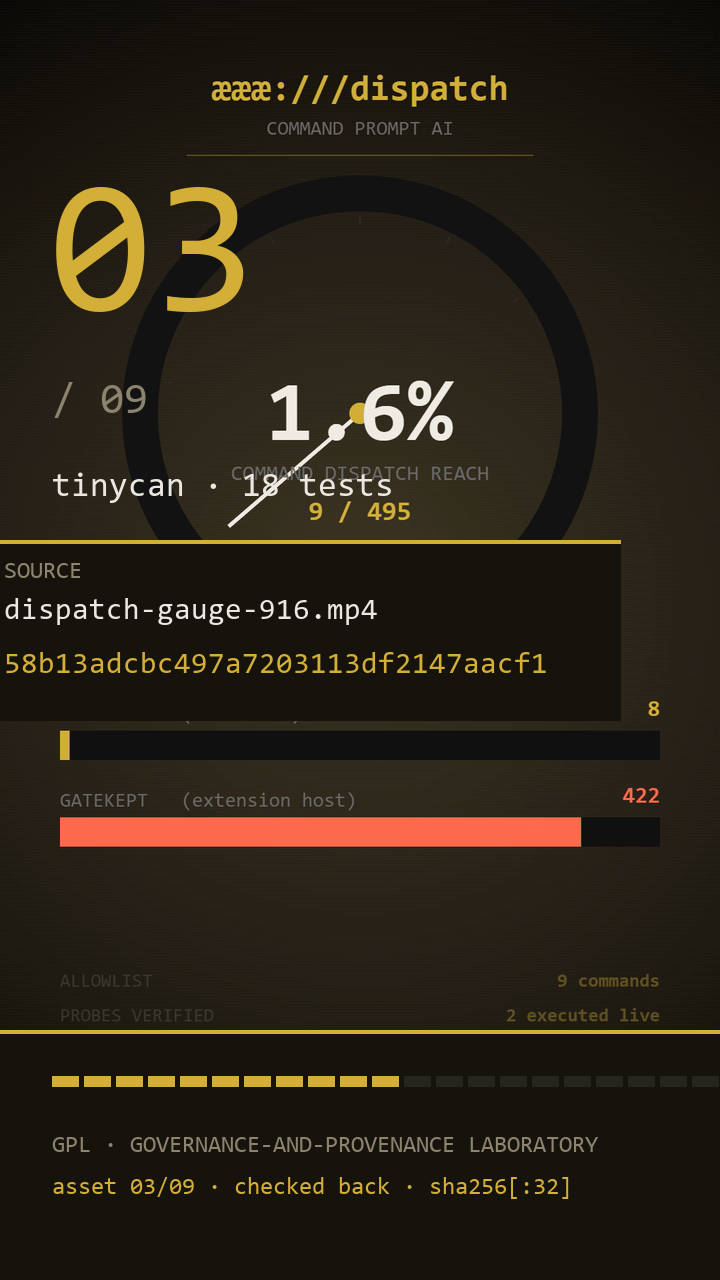 æææ:///dispatch
COMMAND PROMPT AI
03
/ 09
1.6%
COMMAND DISPATCH REACH
tinycan · 18 tests
9 / 495
SOURCE
dispatch-gauge-916.mp4
58b13adcbc497a7203113df2147aacf1
8
GATEKEPT (extension host)
422
ALLOWLIST
9 commands
PROBES VERIFIED
2 executed live
GPL · GOVERNANCE-AND-PROVENANCE LABORATORY
asset 03/09 · checked back · sha256[:32]